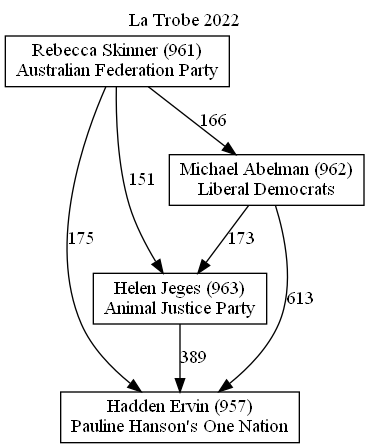 La Trobe 2022
Rebecca Skinner (961)
Australian Federation Party
166
Michael Abelman (962)
Liberal Democrats
151
175
173
Helen Jeges (963)
Animal Justice Party
613
389
Hadden Ervin (957)
Pauline Hanson's One Nation